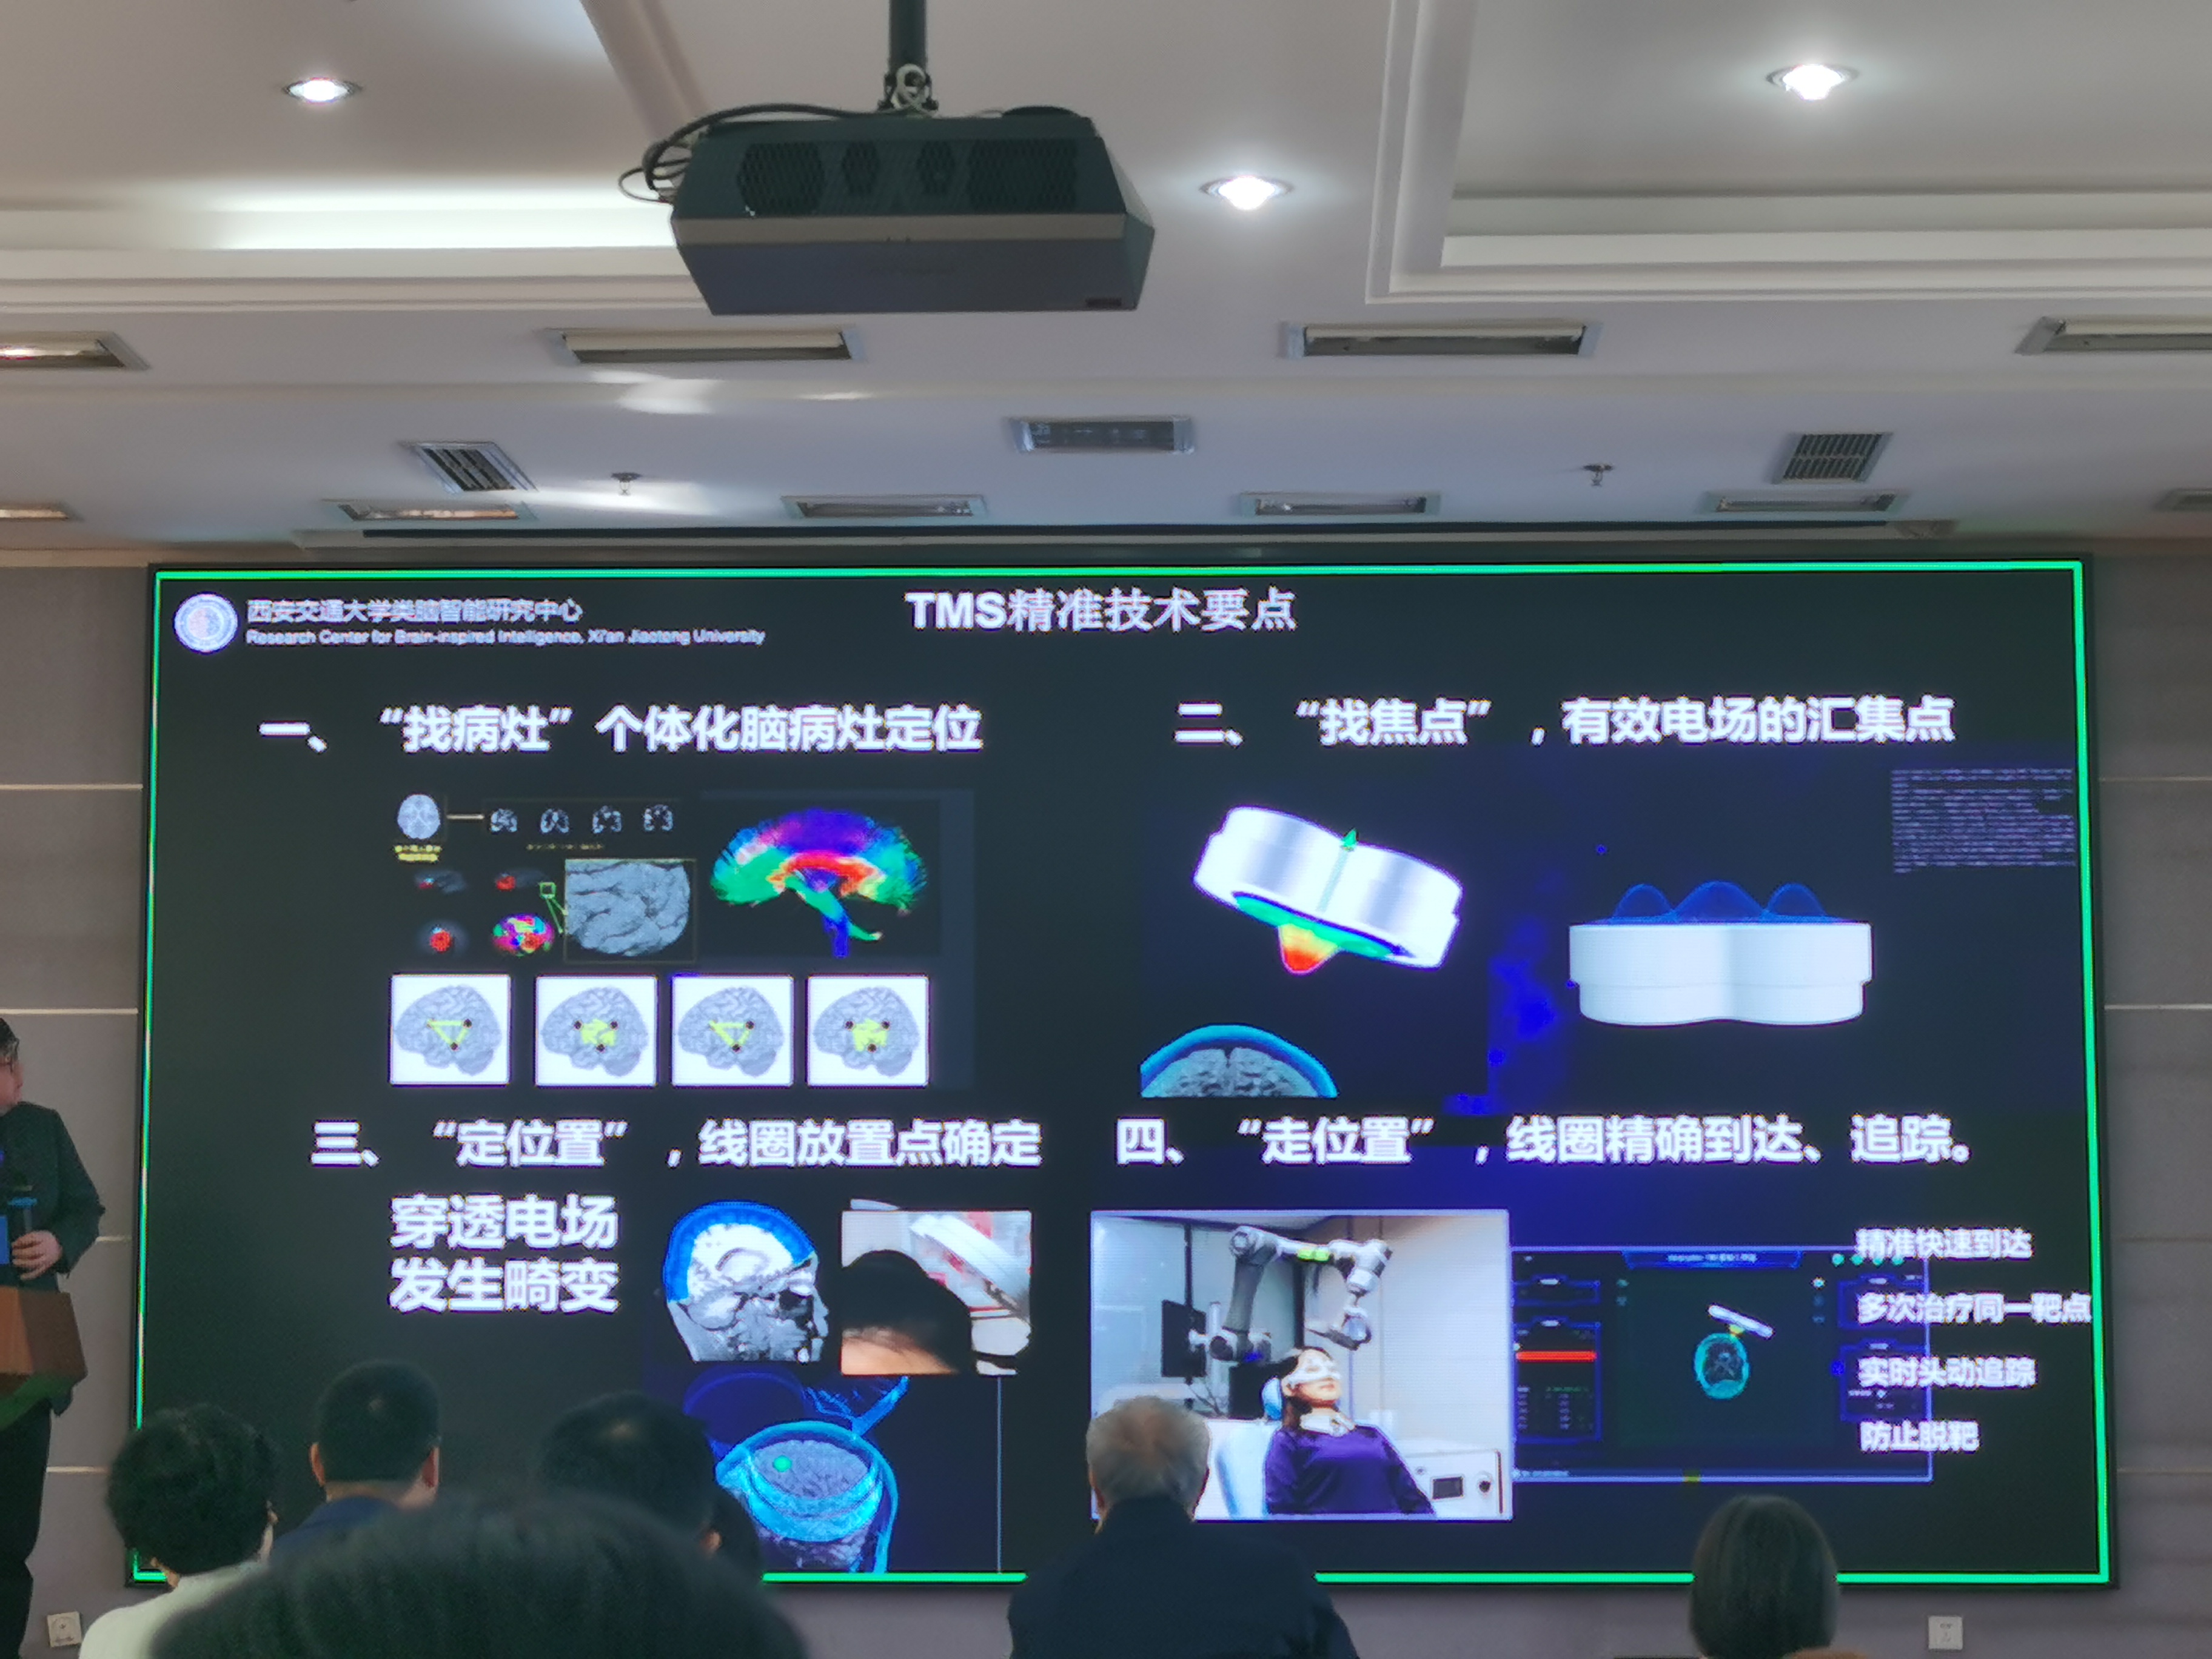 西安交通大学类脑智能研究中心
Research Center for Brain-inspired Intelligence, Xi'an Jiaotong University
TMS精准技术要点
一、 “找病灶” 个体化脑病灶定位
二、 “找焦点” ，有效电场的汇集点
三、 “定位置” ，线圈放置点确定
四、 “走位置” ，线圈精确到达、追踪。
穿透电场
发生畸变
精准快速到达
多次治疗同一靶点
实时头动追踪
防止脱靶